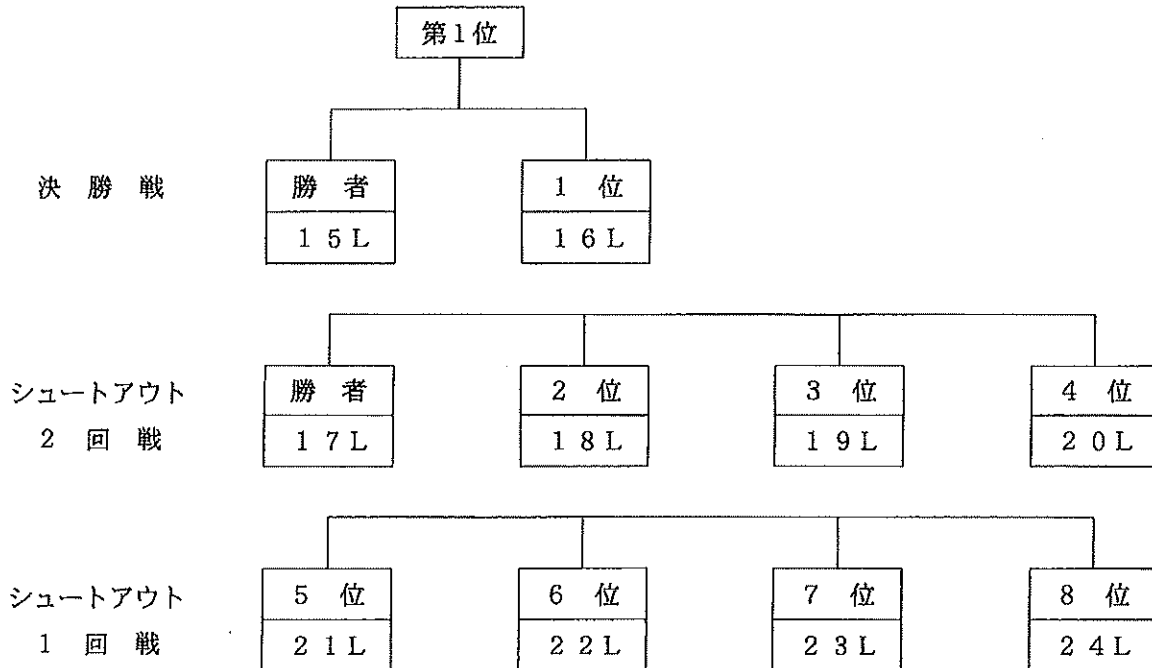 第1位
決勝戦
勝者 1位
15L 16L
シュートアウト
2回戦
勝者 2位 3位 4位
17L 18L 19L 20L
シュートアウト
1回戦
5位 6位 7位 8位
21L 22L 23L 24L